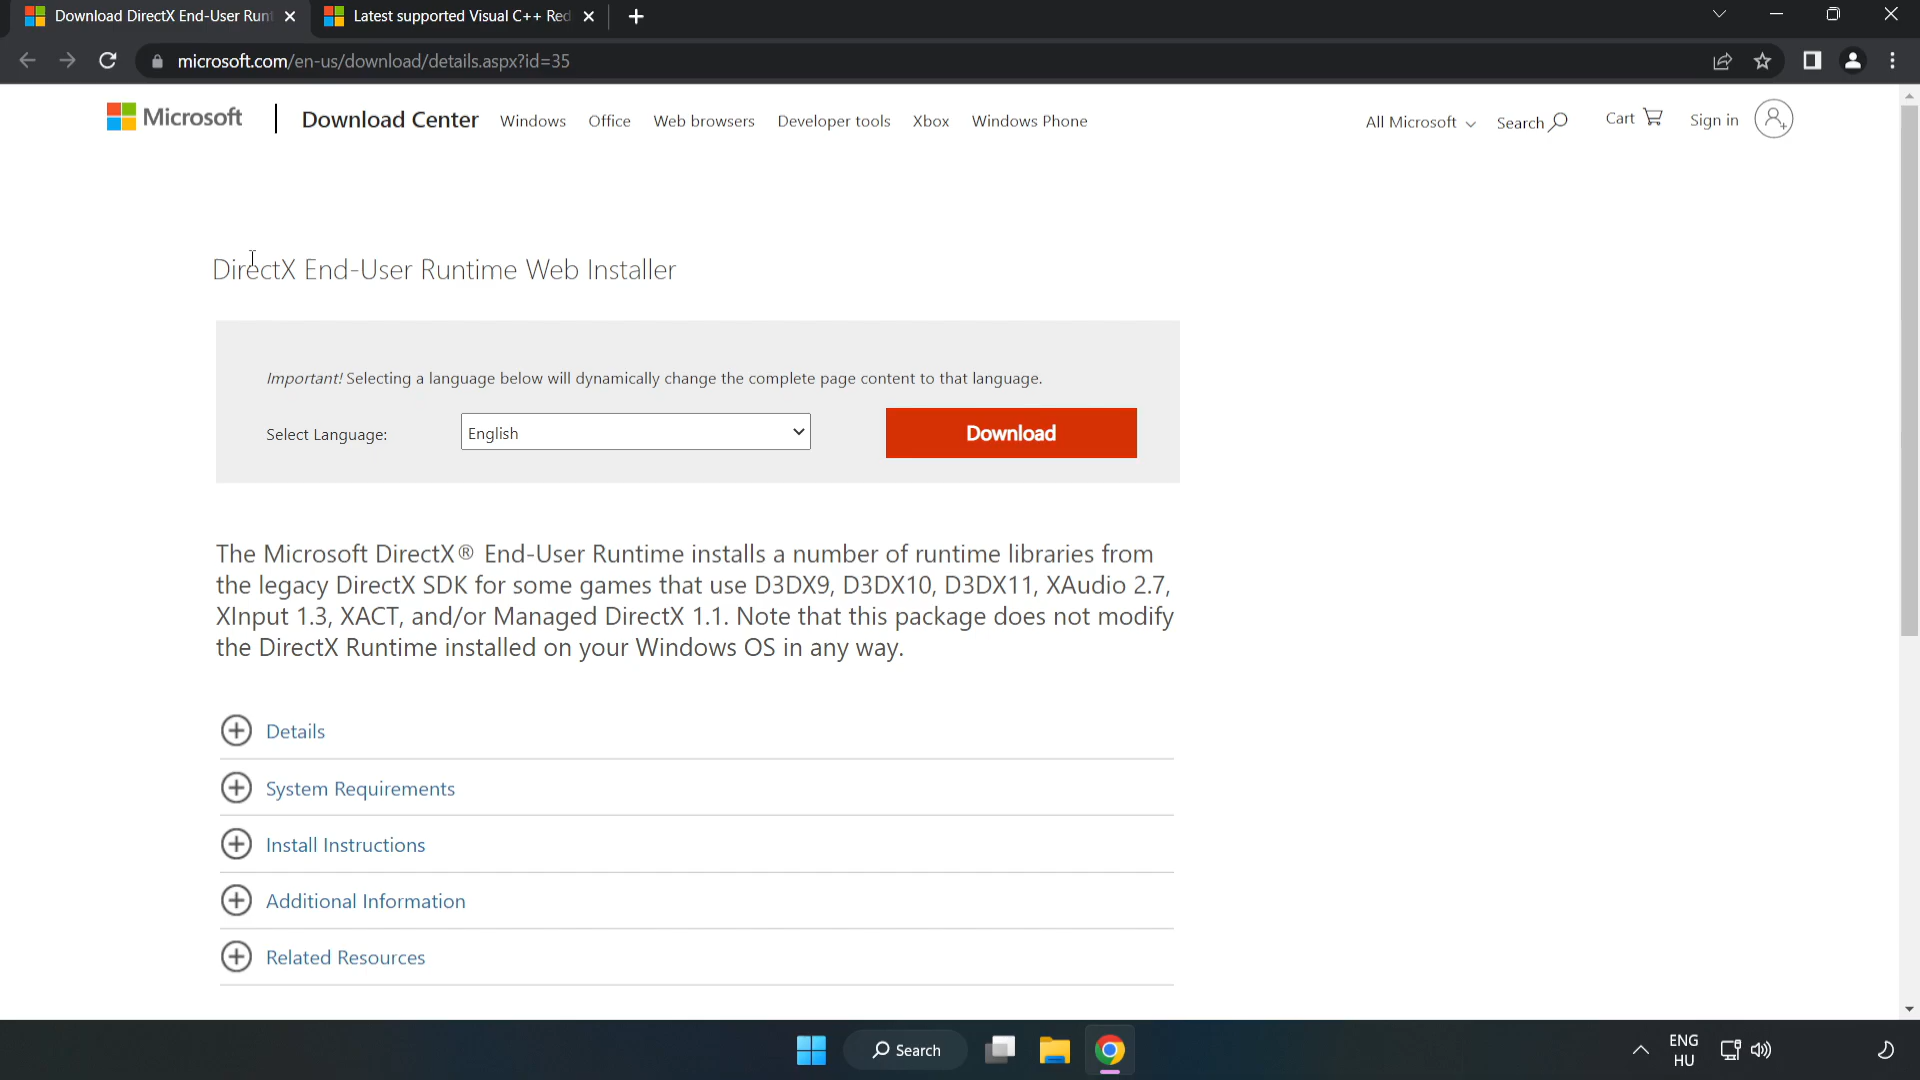 Download DirectX End-User Runt
Latest supported Visual C++ Red
microsoft.com/en-us/download/details.aspx?id=35
Microsoft
Download Center
Windows
Office
Web browsers
Developer tools
Xbox
Windows Phone
All Microsoft
Search
Cart
Sign in
DirectX End-User Runtime Web Installer
Important! Selecting a language below will dynamically change the complete page content to that language.
Select Language:
English
Download
The Microsoft DirectX® End-User Runtime installs a number of runtime libraries from
the legacy DirectX SDK for some games that use D3DX9, D3DX10, D3DX11, XAudio 2.7,
XInput 1.3, XACT, and/or Managed DirectX 1.1. Note that this package does not modify
the DirectX Runtime installed on your Windows OS in any way.
Details
System Requirements
Install Instructions
Additional Information
Related Resources
Search
ENG
HU